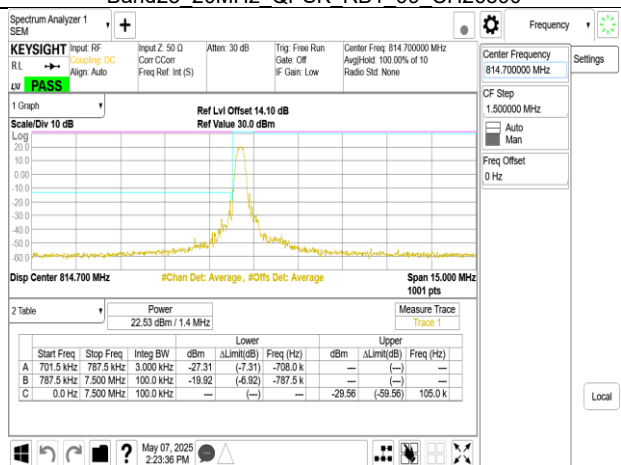 Spectrum Analyzer 1
SEM
Frequency
KEYSIGHT
Input: RF
Coupling: DC
Align: Auto
Input Z: 50 Ω
Corr CCorr
Freq Ref: Int (S)
Atten: 30 dB
Trig: Free Run
Gate: Off
IF Gain: Low
Center Freq: 814.700000 MHz
Avg|Hold: 100.00% of 10
Radio Std: None
RL
LXI
PASS
Center Frequency
814.700000 MHz
Settings
CF Step
1.500000 MHz
Auto
Man
Freq Offset
0 Hz
1 Graph
Scale/Div 10 dB
Ref Lvl Offset 14.10 dB
Ref Value 30.0 dBm
Log
20.0
10.0
0.00
-10.0
-20.0
-30.0
-40.0
-50.0
-60.0
Disp Center 814.700 MHz
#Chan Det: Average, #Offs Det: Average
Span 15.000 MHz
1001 pts
2 Table
Power
22.53 dBm / 1.4 MHz
Measure Trace
Trace 1
Lower Upper
Start Freq Stop Freq Integ BW dBm ΔLimit(dB) Freq (Hz) dBm ΔLimit(dB) Freq (Hz)
A 701.5 kHz 787.5 kHz 3.000 kHz -27.31 (-7.31) -708.0 k --- (---) ---
B 787.5 kHz 7.500 MHz 100.0 kHz -19.92 (-6.92) -787.5 k --- (---) ---
C 0.0 Hz 7.500 MHz 100.0 kHz --- (---) --- -29.56 (-59.56) 105.0 k
Local
?
May 07, 2025
2:23:36 PM